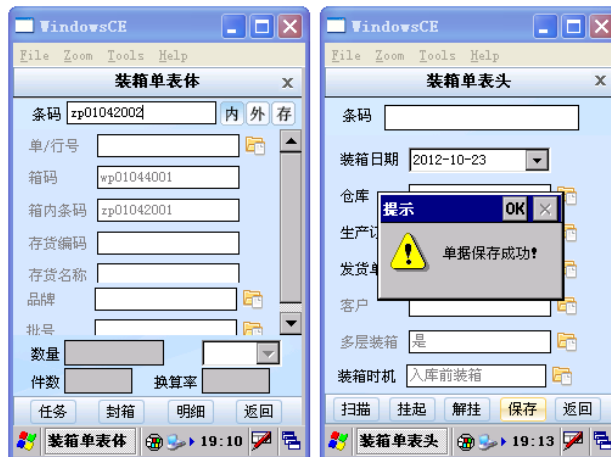 WindowsCE
File Zoom Tools Help
装箱单表体 x
条码 zp01042002 内 外 存
单/行号
箱码 wp01044001
箱内条码 zp01042001
存货编码
存货名称
品牌
批号
数量
件数 换算率
任务 封箱 明细 返回
装箱单表体 19:10
WindowsCE
File Zoom Tools Help
装箱单表头 x
条码
装箱日期 2012-10-23
仓库
提示 OK
生产
单据保存成功!
发货单
客户
多层装箱 是
装箱时机 入库前装箱
扫描 挂起 解挂 保存 返回
装箱单表头 19:13